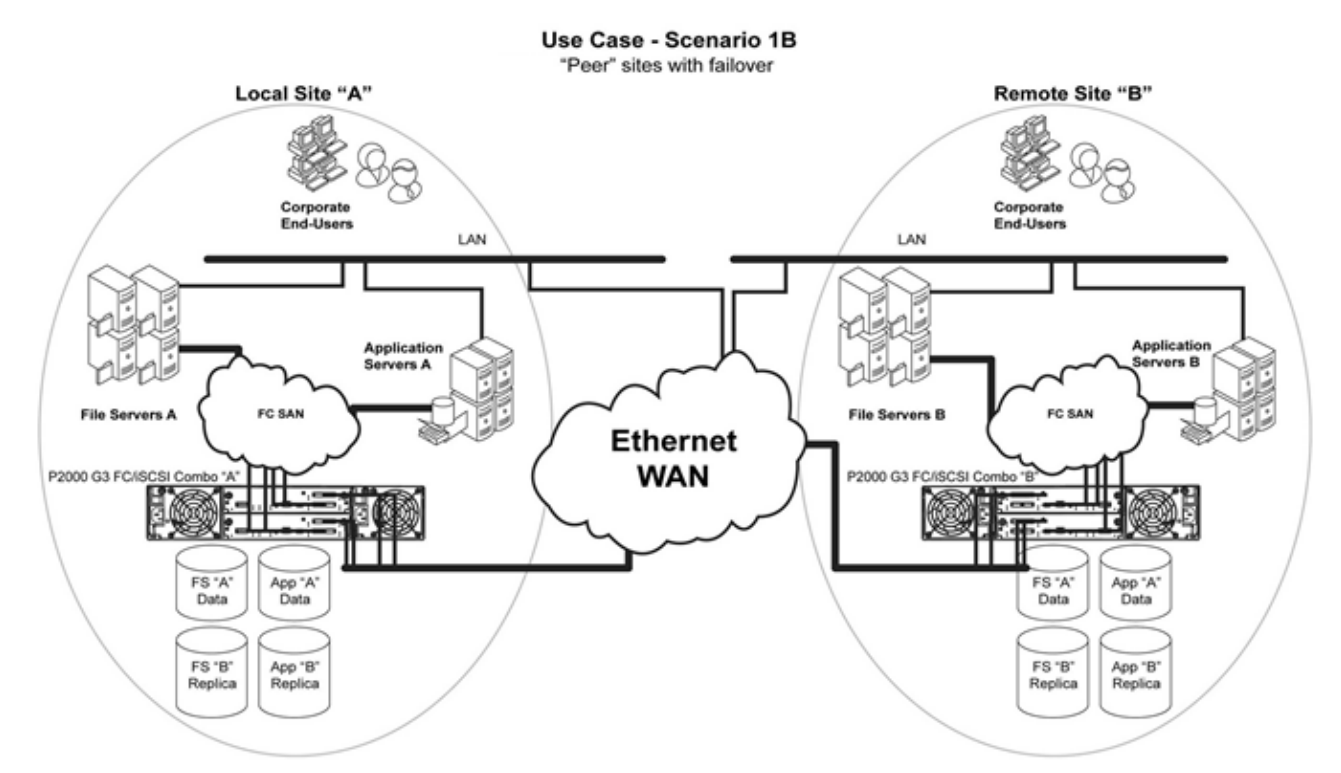 Use Case - Scenario 1B
“Peer” sites with failover
Local Site “A”
Remote Site “B”
Corporate
End-Users
Corporate
End-Users
LAN
LAN
Application
Servers A
Application
Servers B
File Servers A
FC SAN
File Servers B
FC SAN
Ethernet
WAN
P2000 G3 FC/iSCSI Combo “A”
P2000 G3 FC/iSCSI Combo “B”
FS “A”
Data
App “A”
Data
FS “A”
Data
App “A”
Data
FS “B”
Replica
App “B”
Replica
FS “B”
Replica
App “B”
Replica